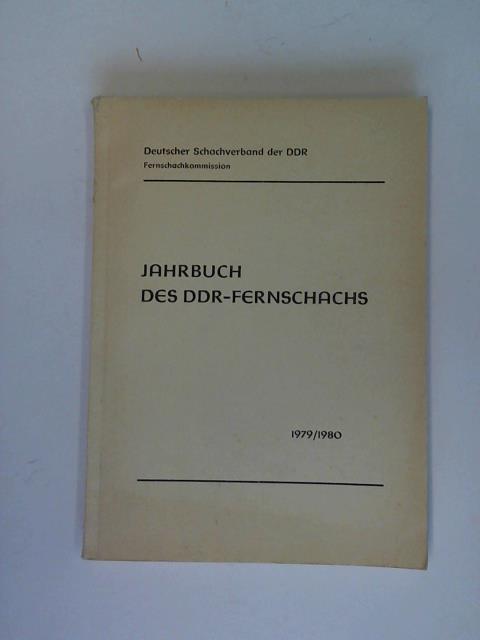 Deutscher Schachverband der DDR
Fernschachkommission
JAHRBUCH
DES DDR-FERNSCHACHS
1979/1980